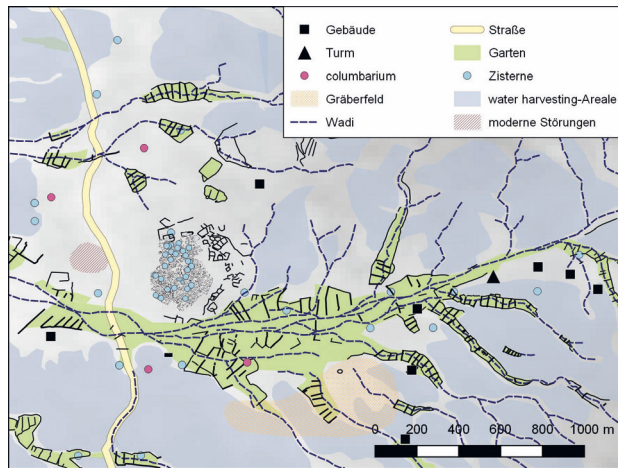 Gebäude
Turm
columbarium
Gräberfeld
Wadi
Straße
Garten
Zisterne
water harvesting-Areale
moderne Störungen
0 200 400 600 800 1000 m